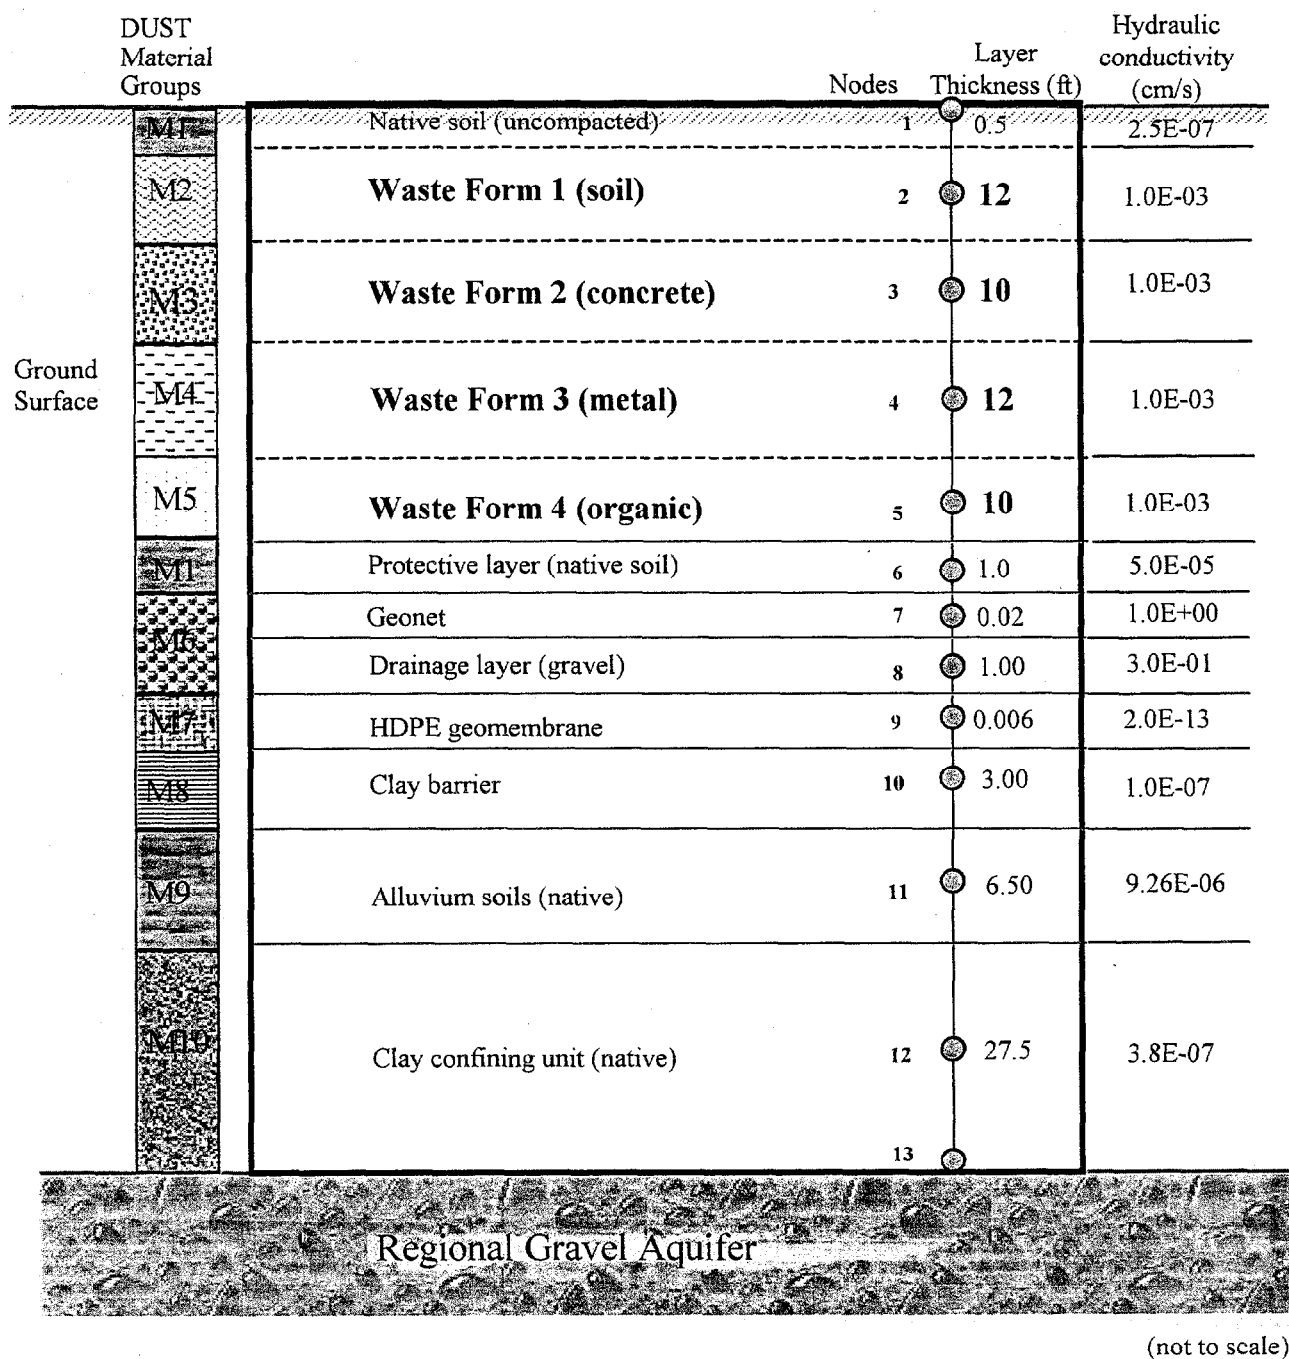 DUST
Material
Groups
Nodes
Layer
Thickness (ft)
Hydraulic
conductivity
(cm/s)
M1 Native soil (uncompacted) 1 0.5 2.5E-07
M2 Waste Form 1 (soil) 2 12 1.0E-03
M3 Waste Form 2 (concrete) 3 10 1.0E-03
Ground
Surface
M4 Waste Form 3 (metal) 4 12 1.0E-03
M5 Waste Form 4 (organic) 5 10 1.0E-03
M1 Protective layer (native soil) 6 1.0 5.0E-05
Geonet 7 0.02 1.0E+00
M6
Drainage layer (gravel) 8 1.00 3.0E-01
M7 HDPE geomembrane 9 0.006 2.0E-13
M8 Clay barrier 10 3.00 1.0E-07
M9 Alluvium soils (native) 11 6.50 9.26E-06
M10 Clay confining unit (native) 12 27.5 3.8E-07
13
Regional Gravel Aquifer
(not to scale)